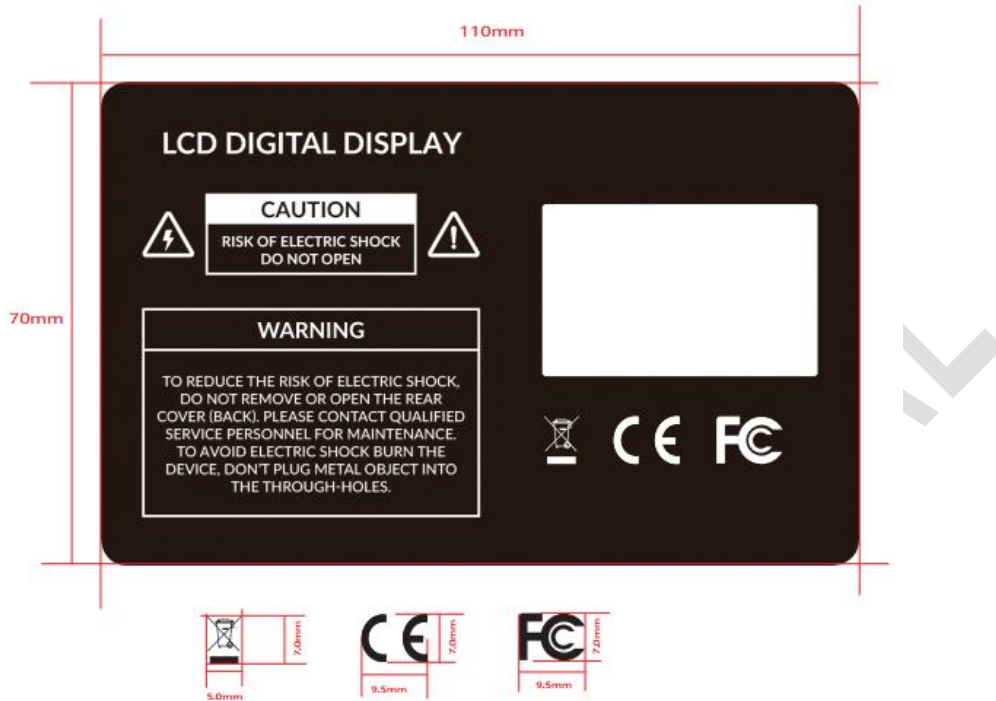 110mm
LCD DIGITAL DISPLAY
CAUTION
RISK OF ELECTRIC SHOCK
DO NOT OPEN
70mm
WARNING
TO REDUCE THE RISK OF ELECTRIC SHOCK,
DO NOT REMOVE OR OPEN THE REAR
COVER (BACK). PLEASE CONTACT QUALIFIED
SERVICE PERSONNEL FOR MAINTENANCE.
TO AVOID ELECTRIC SHOCK BURN THE
DEVICE, DON'T PLUG METAL OBJECT INTO
THE THROUGH-HOLES.
CE FC
CE FC
7.0mm
7.0mm
7.0mm
5.0mm
9.5mm
9.5mm